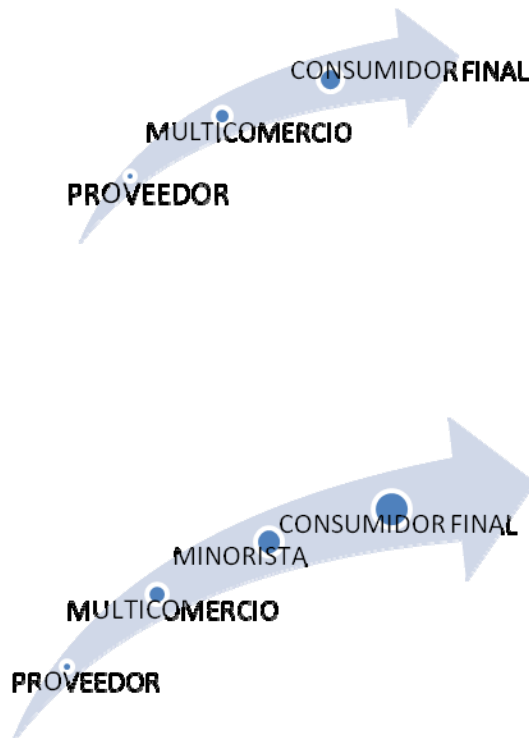 CONSUMIDOR FINAL
MULTICOMERCIO
PROVEEDOR
CONSUMIDOR FINAL
MINORISTA
MULTICOMERCIO
PROVEEDOR